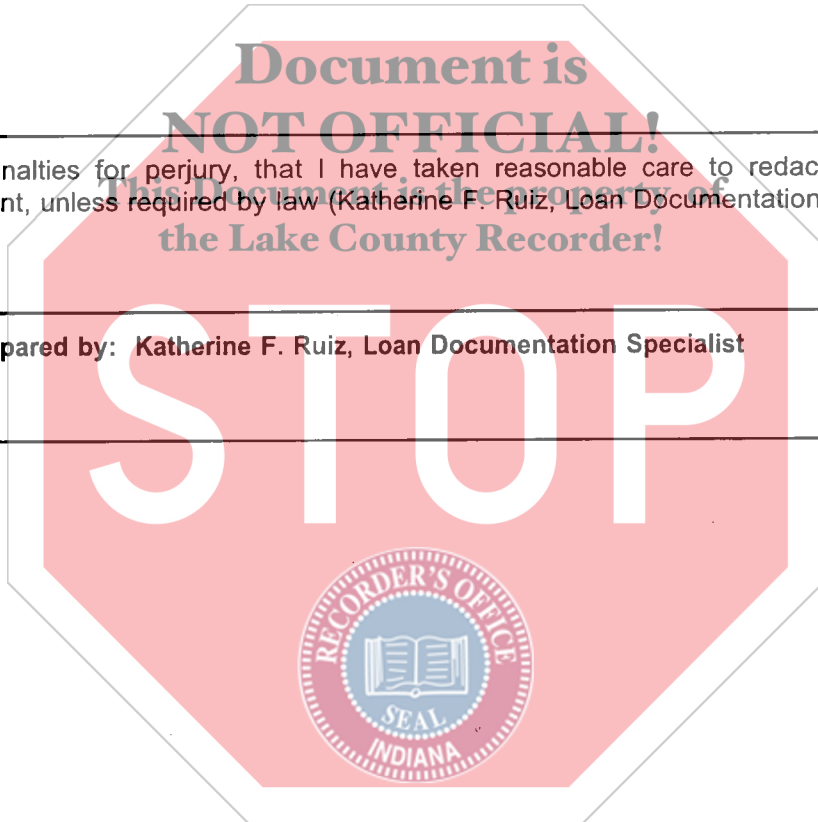 Document is
NOT OFFICIAL!
nalties for perjury, that I have taken reasonable care to redac
This Document is the property of
nt, unless required by law (Katherine F. Ruiz, Loan Documentation
the Lake County Recorder!
pared by: Katherine F. Ruiz, Loan Documentation Specialist
STOP
RECORDER'S OFFICE
SEAL
INDIANA